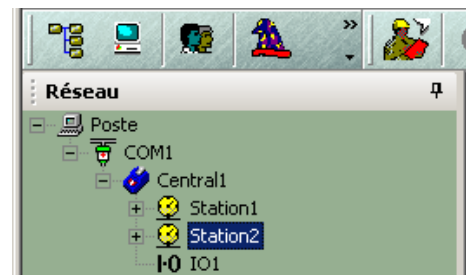 Réseau
Poste
COM1
Central1
Station1
Station2
IO1